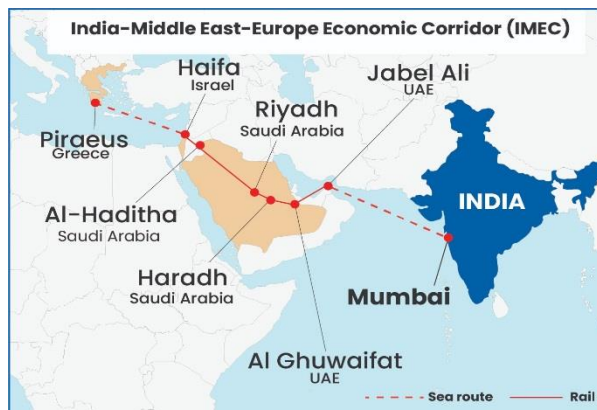 India-Middle East-Europe Economic Corridor (IMEC)
Haifa
Israel
Jabel Ali
UAE
Riyadh
Saudi Arabia
Piraeus
Greece
INDIA
Al-Haditha
Saudi Arabia
Haradh
Saudi Arabia
Mumbai
Al Ghuwaifat
UAE
Sea route
Rail